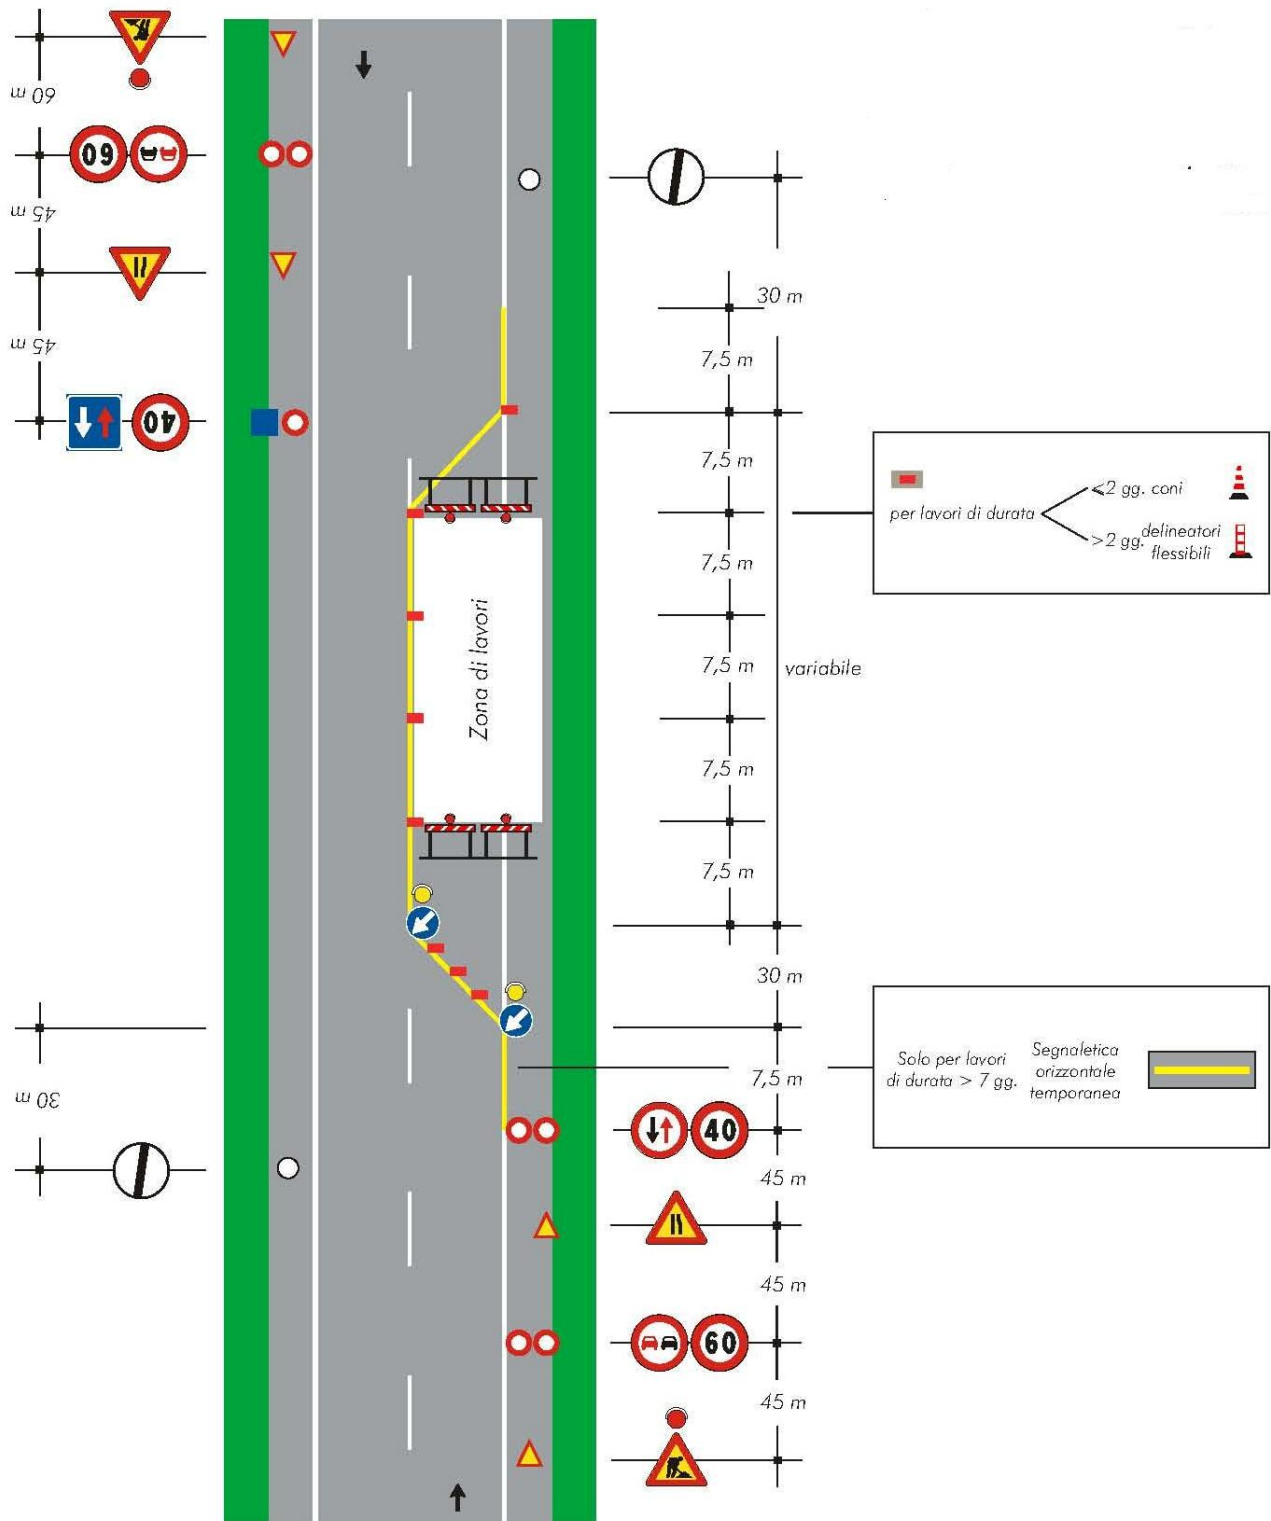 60 m
60
45 m
45 m
40
30 m
7,5 m
7,5 m
7,5 m
7,5 m
7,5 m
7,5 m
variabile
Zona di lavori
per lavori di durata
<2 gg. coni
>2 gg. delineatori
flessibili
30 m
7,5 m
Solo per lavori
di durata > 7 gg.
Segnaletica
orizzontale
temporanea
30 m
40
45 m
45 m
60
45 m